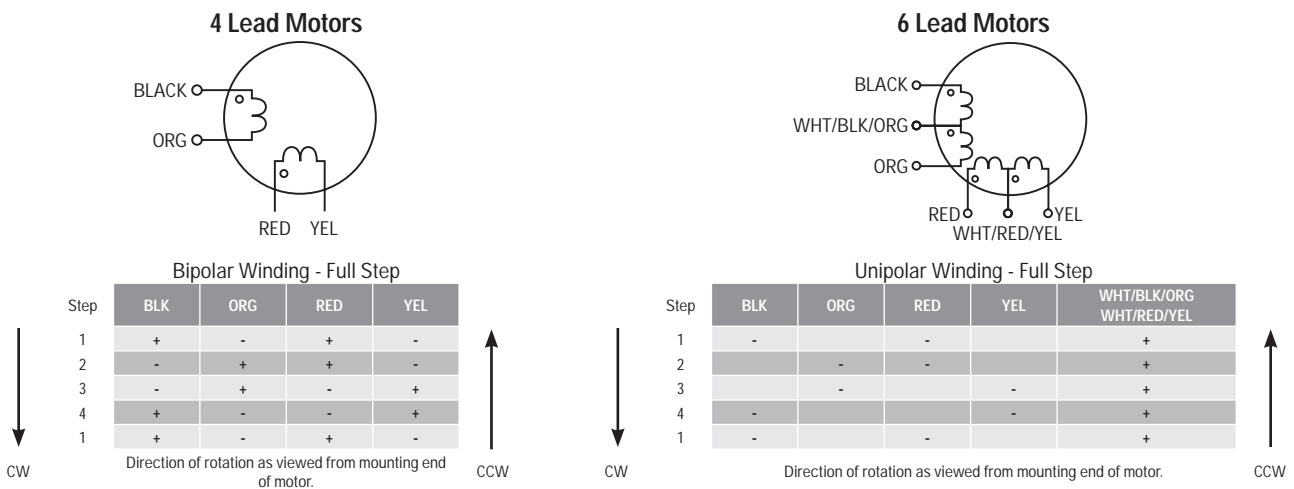 4 Lead Motors
BLACK
ORG
RED YEL
Bipolar Winding - Full Step
Step BLK ORG RED YEL
1 + - + -
2 - + + -
3 - + - +
4 + - - +
1 + - + -
CW
Direction of rotation as viewed from mounting end
of motor.
CCW
6 Lead Motors
BLACK
WHT/BLK/ORG
ORG
RED YEL
WHT/RED/YEL
Unipolar Winding - Full Step
Step BLK ORG RED YEL WHT/BLK/ORG
WHT/RED/YEL
1 - - +
2 - - +
3 - - +
4 - - +
1 - - +
CW
Direction of rotation as viewed from mounting end of motor.
CCW